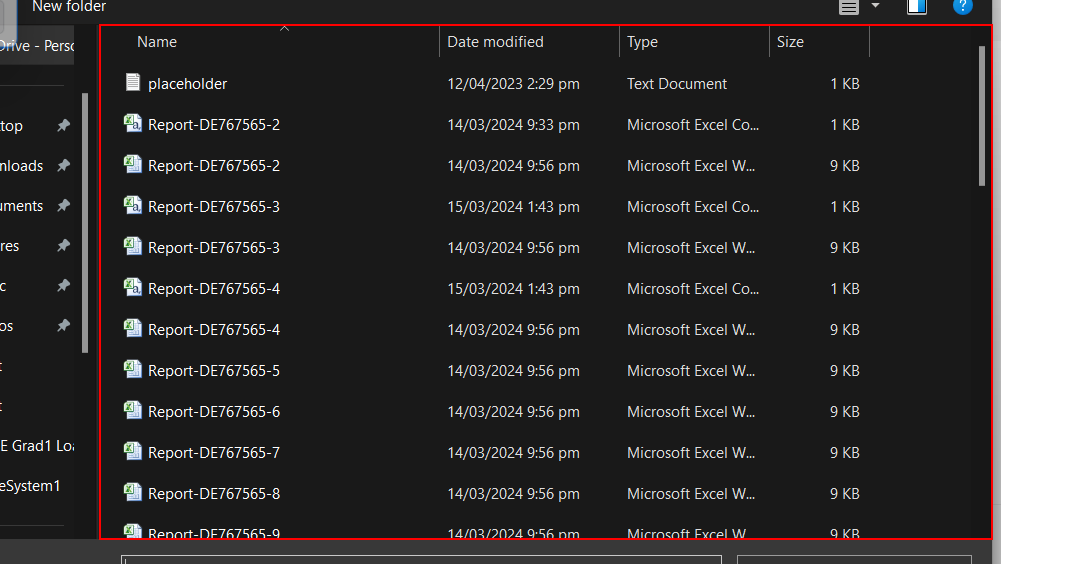 New folder
Drive - Perso
Name Date modified Type Size
placeholder 12/04/2023 2:29 pm Text Document 1 KB
top Report-DE767565-2 14/03/2024 9:33 pm Microsoft Excel Co... 1 KB
nloads Report-DE767565-2 14/03/2024 9:56 pm Microsoft Excel W... 9 KB
uments Report-DE767565-3 15/03/2024 1:43 pm Microsoft Excel Co... 1 KB
res Report-DE767565-3 14/03/2024 9:56 pm Microsoft Excel W... 9 KB
c Report-DE767565-4 15/03/2024 1:43 pm Microsoft Excel Co... 1 KB
os Report-DE767565-4 14/03/2024 9:56 pm Microsoft Excel W... 9 KB
t Report-DE767565-5 14/03/2024 9:56 pm Microsoft Excel W... 9 KB
t Report-DE767565-6 14/03/2024 9:56 pm Microsoft Excel W... 9 KB
E Grad1 Loa Report-DE767565-7 14/03/2024 9:56 pm Microsoft Excel W... 9 KB
eSystem1 Report-DE767565-8 14/03/2024 9:56 pm Microsoft Excel W... 9 KB
Report-DE767565-9 14/03/2024 9:56 pm Microsoft Excel W... 9 KB